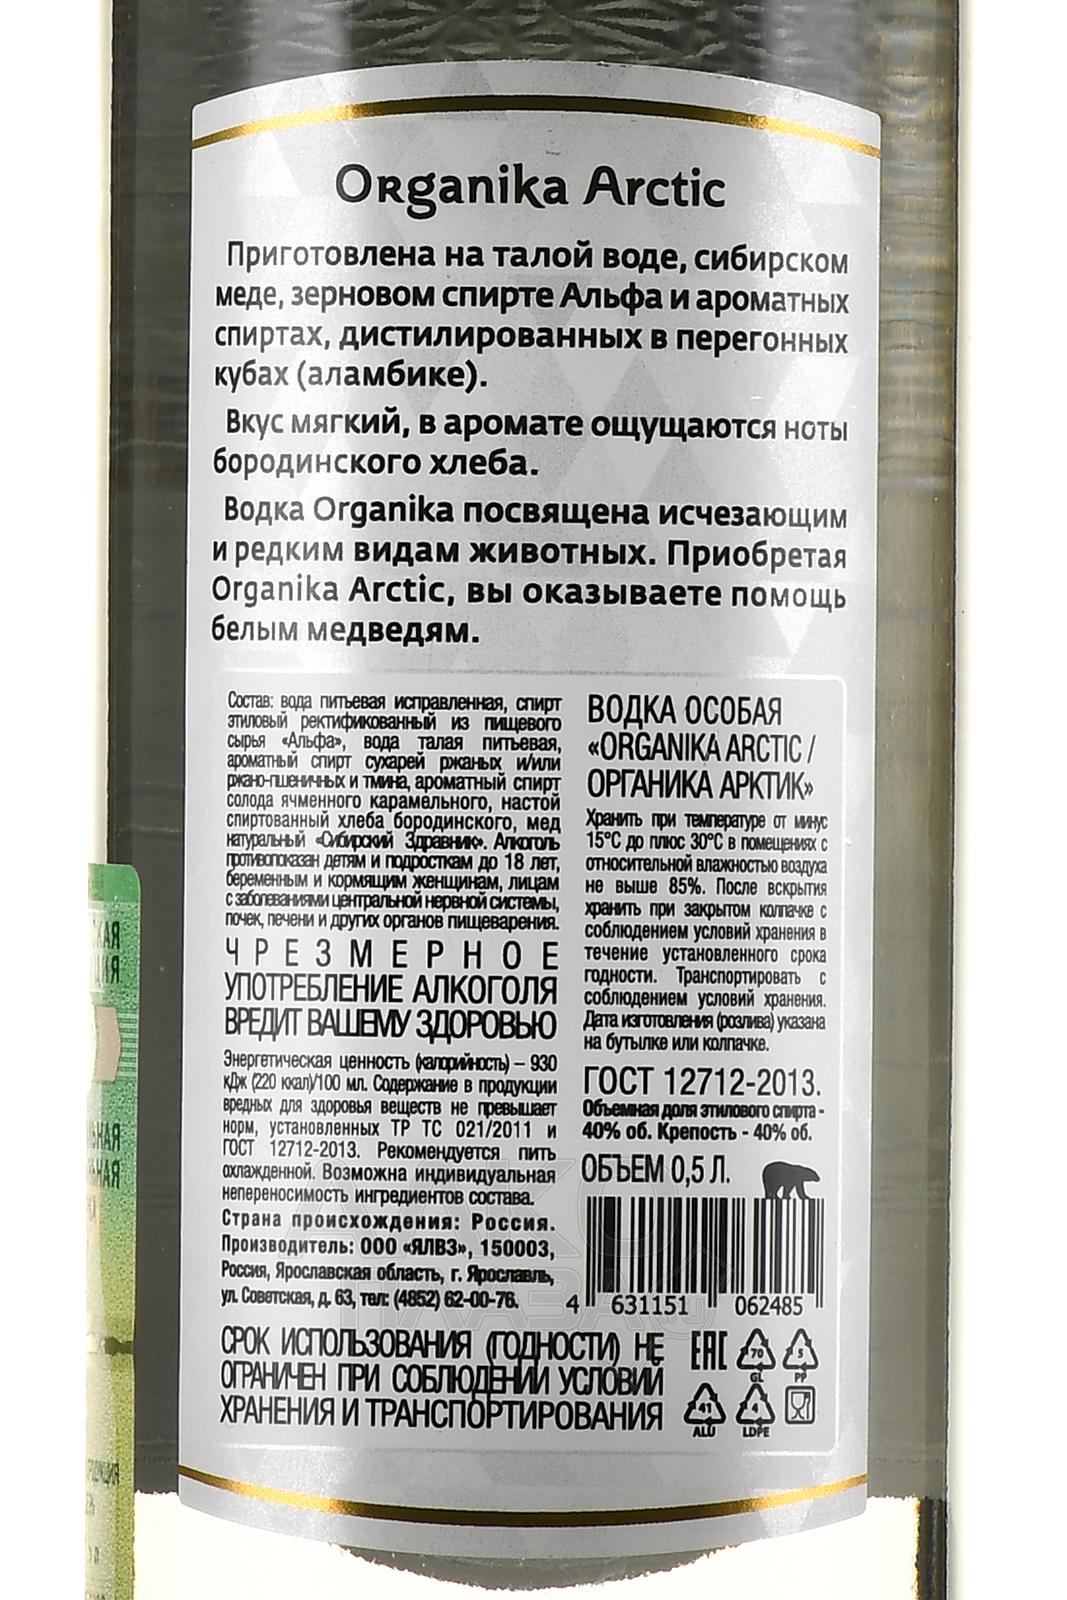 Organika Arctic
Приготовлена на талой воде, сибирском
меде, зерновом спирте Альфа и ароматных
спиртах, дистилированных в перегонных
кубах (аламбике).
Вкус мягкий, в аромате ощущаются ноты
бородинского хлеба.
Водка Organika посвящена исчезающим
и редким видам животных. Приобретая
Organika Arctic, вы оказываете помощь
белым медведям.
Состав: вода питьевая исправленная, спирт
этиловый ректификованный из пищевого
сырья «Альфа», вода талая питьевая,
ароматный спирт сухарей ржаных и/или
ржано-пшеничных и тмина, ароматный спирт
солода ячменного карамельного, настой
спиртованный хлеба бородинского, мед
натуральный «Сибирский Здравник». Алкоголь
противопоказан детям и подросткам до 18 лет,
беременным и кормящим женщинам, лицам
с заболеваниями центральной нервной системы,
почек, печени и других органов пищеварения.
ЧРЕЗМЕРНОЕ
УПОТРЕБЛЕНИЕ АЛКОГОЛЯ
ВРЕДИТ ВАШЕМУ ЗДОРОВЬЮ
Энергетическая ценность (калорийность) – 930
кДж (220 ккал)/100 мл. Содержание в продукции
вредных для здоровья веществ не превышает
норм, установленных ТР ТС 021/2011 и
ГОСТ 12712-2013. Рекомендуется пить
охлажденной. Возможна индивидуальная
непереносимость ингредиентов состава.
Страна происхождения: Россия.
Производитель: ООО «ЯЛВЗ», 150003,
Россия, Ярославская область, г. Ярославль,
ул. Советская, д. 63, тел: (4852) 62-00-76.
СРОК ИСПОЛЬЗОВАНИЯ (ГОДНОСТИ) НЕ
ОГРАНИЧЕН ПРИ СОБЛЮДЕНИИ УСЛОВИЙ
ХРАНЕНИЯ И ТРАНСПОРТИРОВАНИЯ
ВОДКА ОСОБАЯ
«ORGANIKA ARCTIC /
ОРГАНИКА АРКТИК»
Хранить при температуре от минус
15°С до плюс 30°С в помещениях с
относительной влажностью воздуха
не выше 85%. После вскрытия
хранить при закрытом колпачке с
соблюдением условий хранения в
течение установленного срока
годности. Транспортировать с
соблюдением условий хранения.
Дата изготовления (розлива) указана
на бутылке или колпачке.
ГОСТ 12712-2013.
Объемная доля этилового спирта -
40% об. Крепость - 40% об.
ОБЪЕМ 0,5 Л.
4 631151 062485
EAC 70 GL 5 PP
41 ALU 4 LDPE